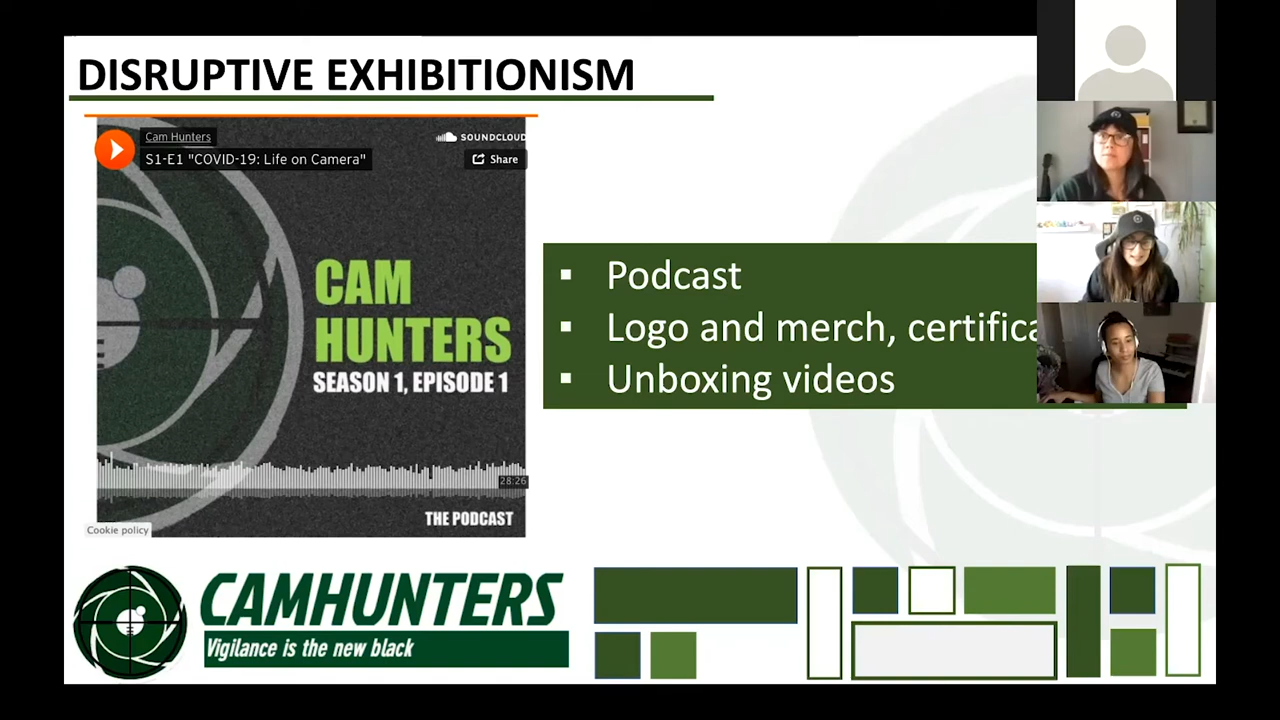 DISRUPTIVE EXHIBITIONISM
Cam Hunters
SOUNDCLOUD
S1-E1 "COVID-19: Life on Camera"
Share
CAM
HUNTERS
SEASON 1, EPISODE 1
28:26
THE PODCAST
Cookie policy
▪ Podcast
▪ Logo and merch, certifica
▪ Unboxing videos
CAMHUNTERS
Vigilance is the new black